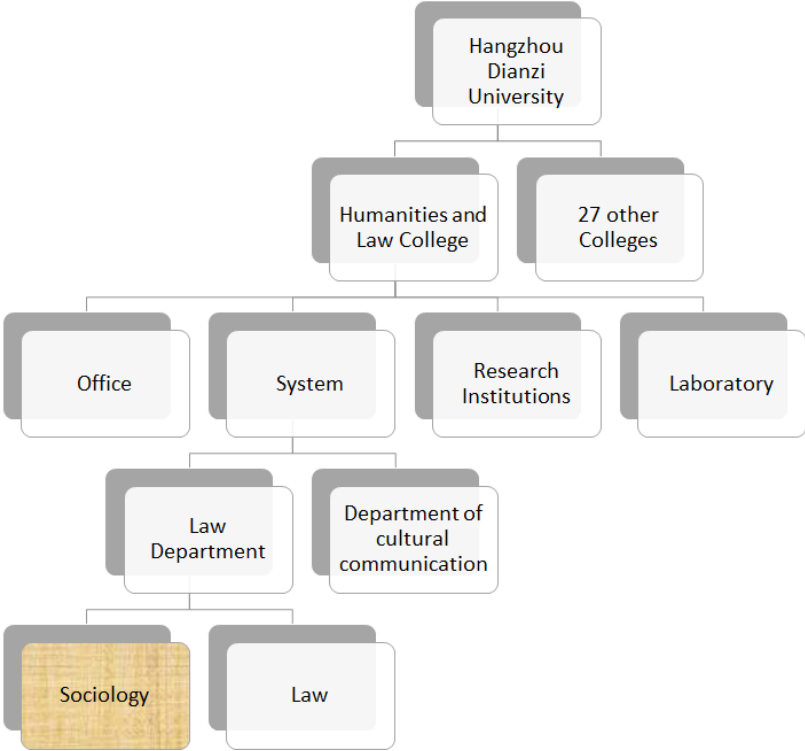 Hangzhou
Dianzi
University
Humanities and
Law College
27 other
Colleges
Office
System
Research
Institutions
Laboratory
Law
Department
Department of
cultural
communication
Sociology
Law